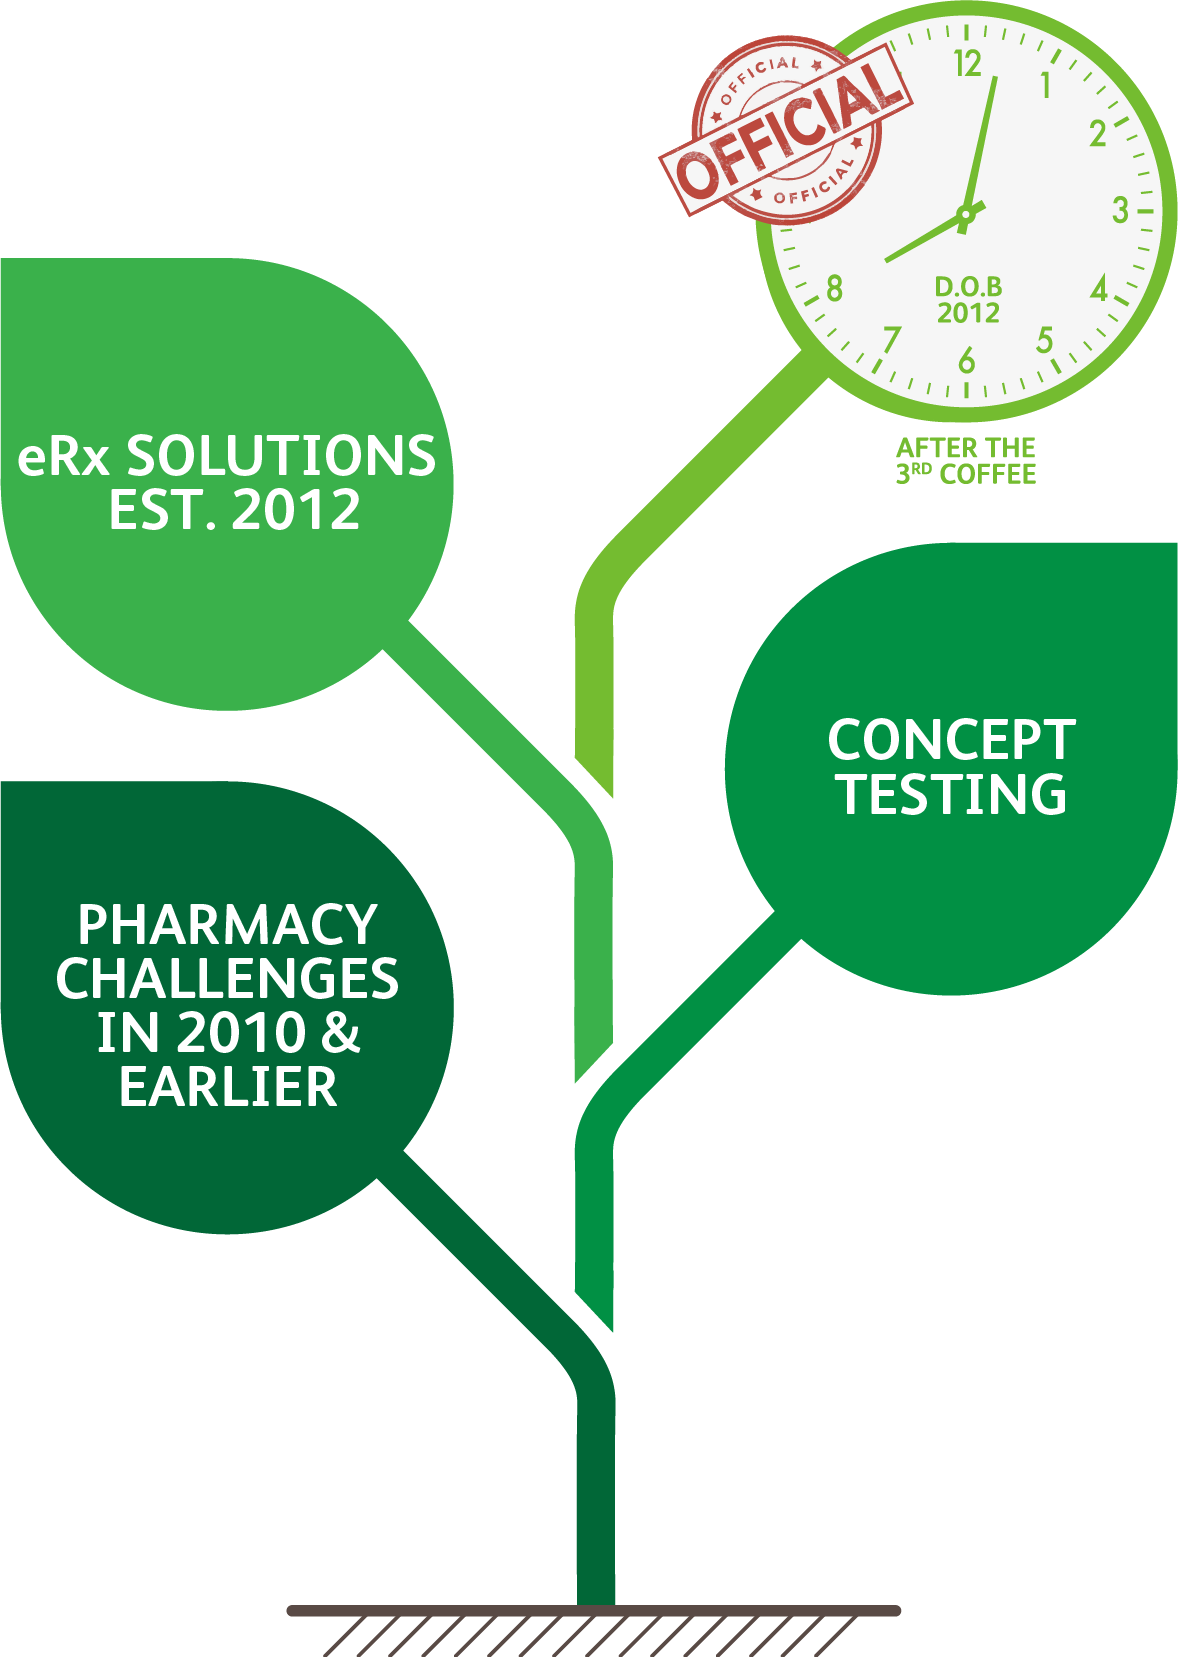 OFFICIAL
OFFICIAL
OFFICIAL
12
1
2
3
4
5
6
7
8
D.O.B
2012
AFTER THE
3RD COFFEE
eRx SOLUTIONS
EST. 2012
CONCEPT
TESTING
PHARMACY
CHALLENGES
IN 2010 &
EARLIER